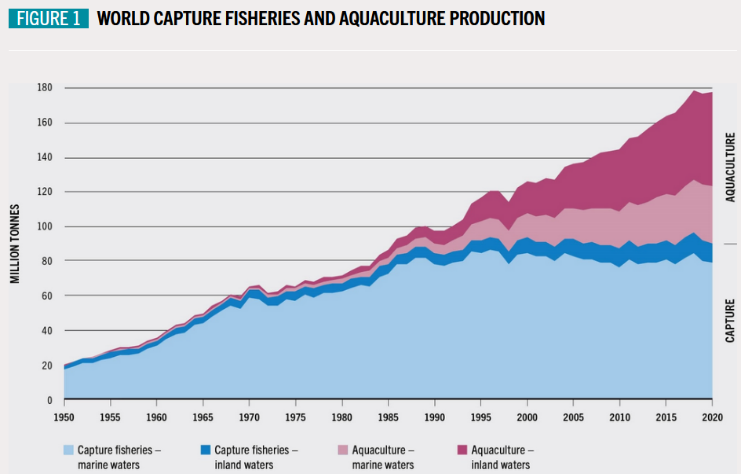 FIGURE 1 WORLD CAPTURE FISHERIES AND AQUACULTURE PRODUCTION
180
160
140
120
100
80
60
40
20
0
MILLION TONNES
AQUACULTURE
CAPTURE
1950 1955 1960 1965 1970 1975 1980 1985 1990 1995 2000 2005 2010 2015 2020
Capture fisheries –
marine waters
Capture fisheries –
inland waters
Aquaculture –
marine waters
Aquaculture –
inland waters